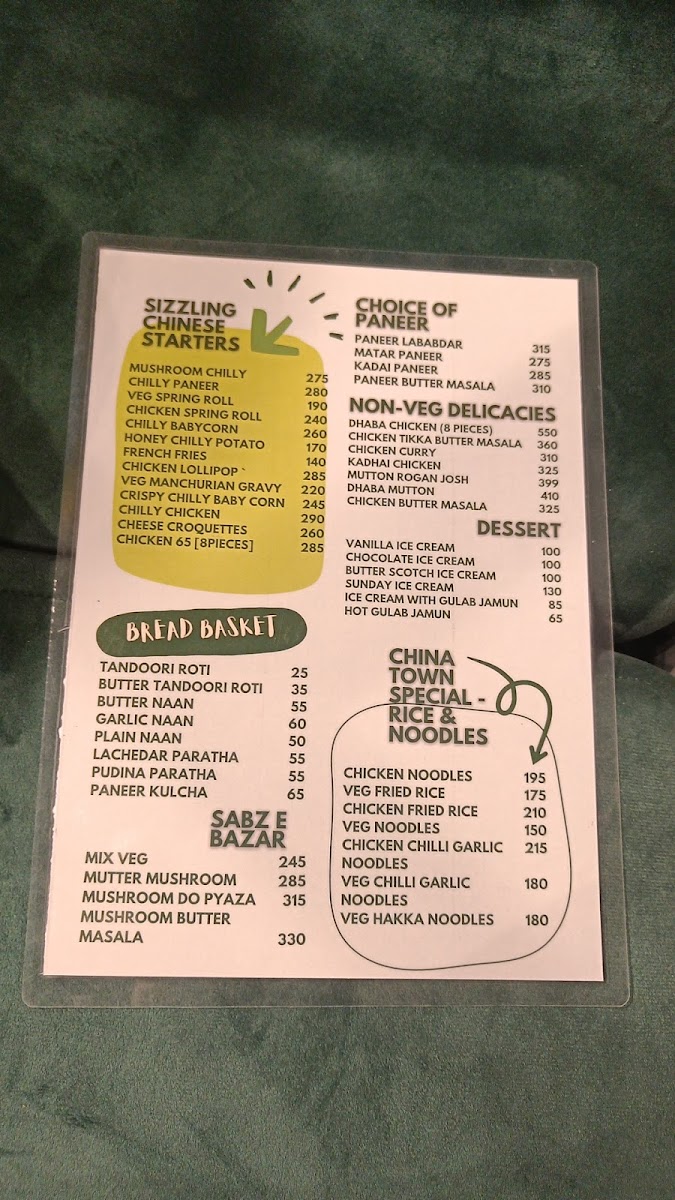 SIZZLING
CHINESE
STARTERS
MUSHROOM CHILLY 275
CHILLY PANEER 280
VEG SPRING ROLL 190
CHICKEN SPRING ROLL 240
CHILLY BABYCORN 260
HONEY CHILLY POTATO 170
FRENCH FRIES 140
CHICKEN LOLLIPOP ` 285
VEG MANCHURIAN GRAVY 220
CRISPY CHILLY BABY CORN 245
CHILLY CHICKEN 290
CHEESE CROQUETTES 260
CHICKEN 65 [8PIECES] 285
BREAD BASKET
TANDOORI ROTI 25
BUTTER TANDOORI ROTI 35
BUTTER NAAN 55
GARLIC NAAN 60
PLAIN NAAN 50
LACHEDAR PARATHA 55
PUDINA PARATHA 55
PANEER KULCHA 65
SABZ E
BAZAR
MIX VEG 245
MUTTER MUSHROOM 285
MUSHROOM DO PYAZA 315
MUSHROOM BUTTER
MASALA 330
CHOICE OF
PANEER
PANEER LABABDAR 315
MATAR PANEER 275
KADAI PANEER 285
PANEER BUTTER MASALA 310
NON-VEG DELICACIES
DHABA CHICKEN (8 PIECES) 550
CHICKEN TIKKA BUTTER MASALA 360
CHICKEN CURRY 310
KADHAI CHICKEN 325
MUTTON ROGAN JOSH 399
DHABA MUTTON 410
CHICKEN BUTTER MASALA 325
DESSERT
VANILLA ICE CREAM 100
CHOCOLATE ICE CREAM 100
BUTTER SCOTCH ICE CREAM 100
SUNDAY ICE CREAM 130
ICE CREAM WITH GULAB JAMUN 85
HOT GULAB JAMUN 65
CHINA
TOWN
SPECIAL -
RICE &
NOODLES
CHICKEN NOODLES 195
VEG FRIED RICE 175
CHICKEN FRIED RICE 210
VEG NOODLES 150
CHICKEN CHILLI GARLIC 215
NOODLES
VEG CHILLI GARLIC 180
NOODLES
VEG HAKKA NOODLES 180